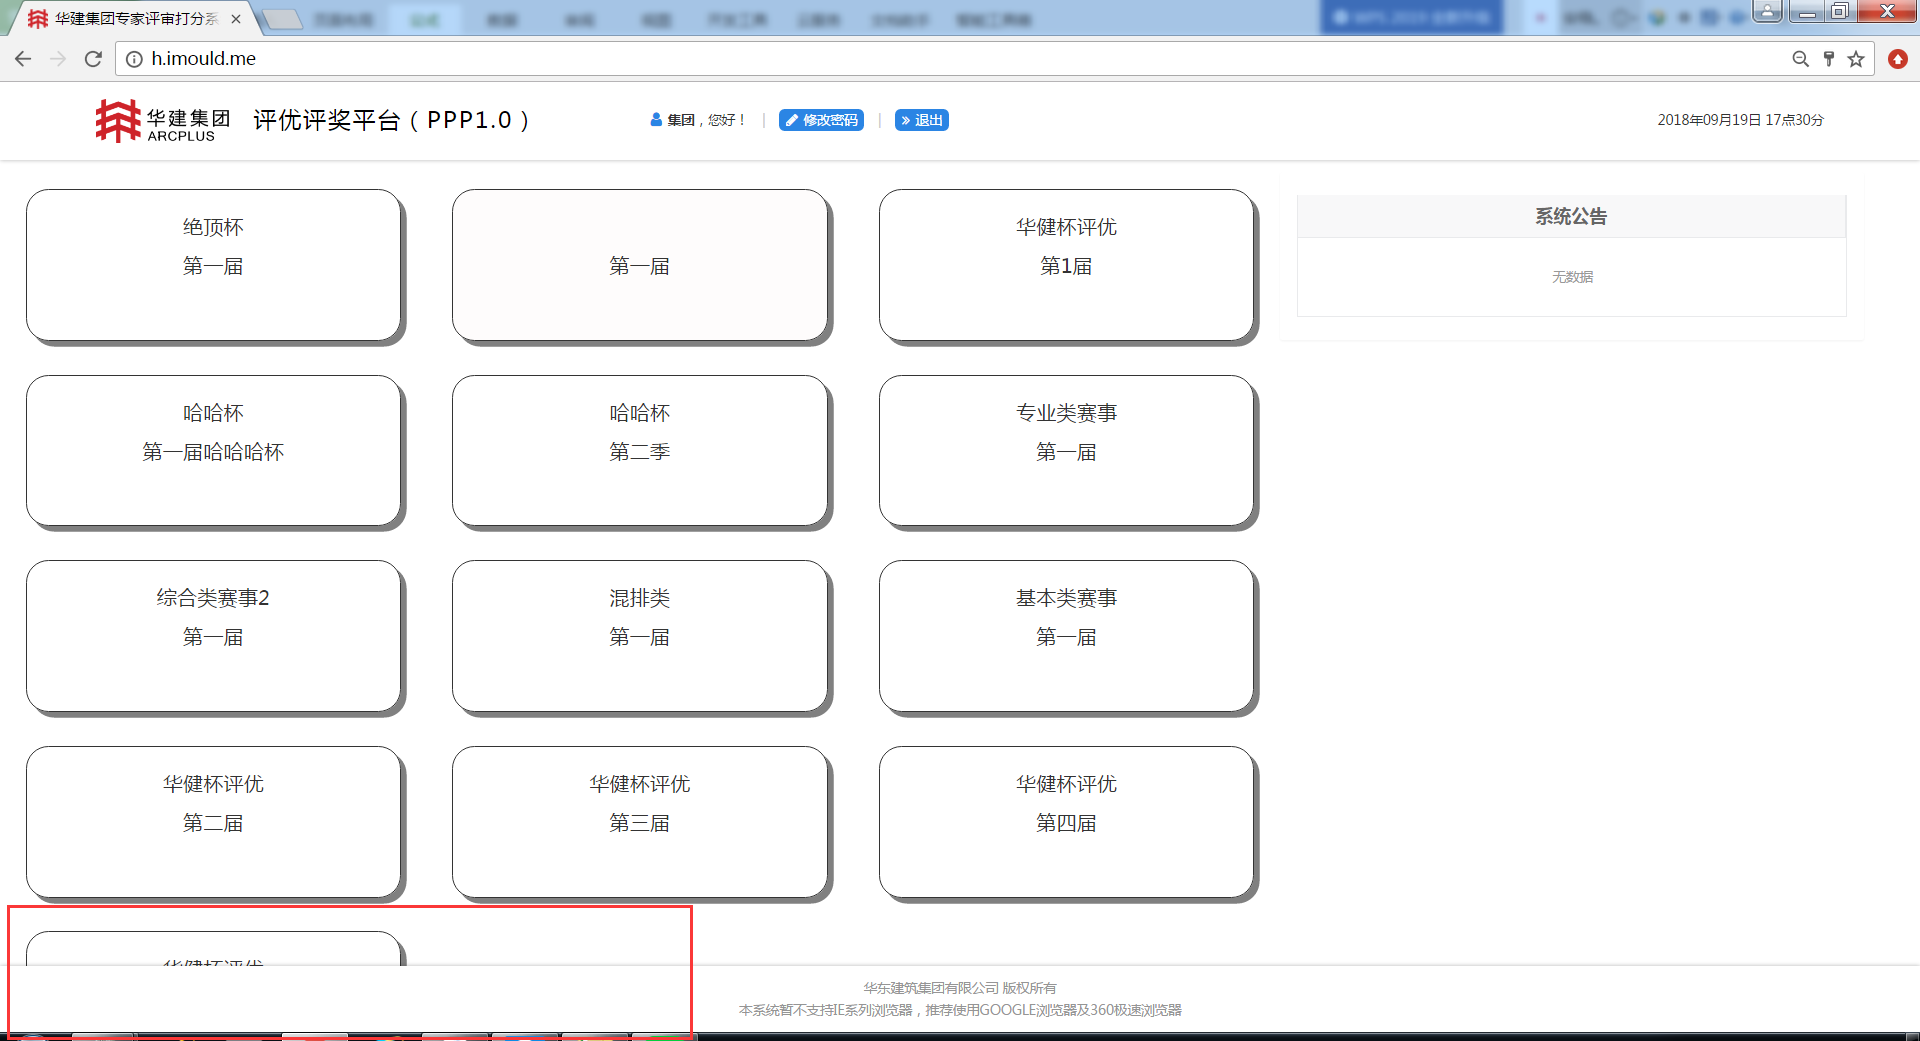 华建集团专家评审打分系
h.imould.me
华建集团
ARCPLUS
评优评奖平台（PPP1.0）
集团，您好！
修改密码
退出
2018年09月19日 17点30分
绝顶杯
第一届
第一届
华健杯评优
第1届
系统公告
无数据
哈哈杯
第一届哈哈哈杯
哈哈杯
第二季
专业类赛事
第一届
综合类赛事2
第一届
混排类
第一届
基本类赛事
第一届
华健杯评优
第二届
华健杯评优
第三届
华健杯评优
第四届
华健杯评优
华东建筑集团有限公司 版权所有
本系统暂不支持IE系列浏览器，推荐使用GOOGLE浏览器及360极速浏览器